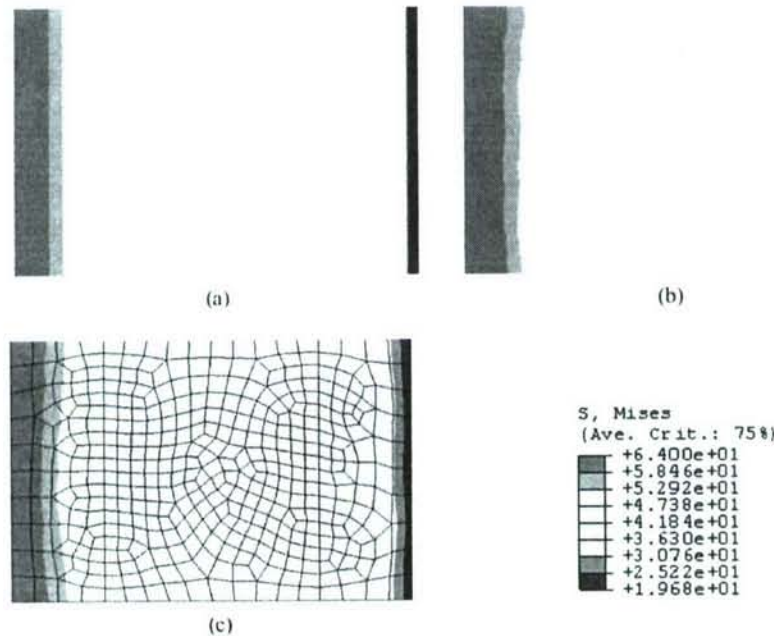 (a)
(b)
(c)
S, Mises
(Ave. Crit.: 75%)
+6.400e+01
+5.846e+01
+5.292e+01
+4.738e+01
+4.184e+01
+3.630e+01
+3.076e+01
+2.522e+01
+1.968e+01